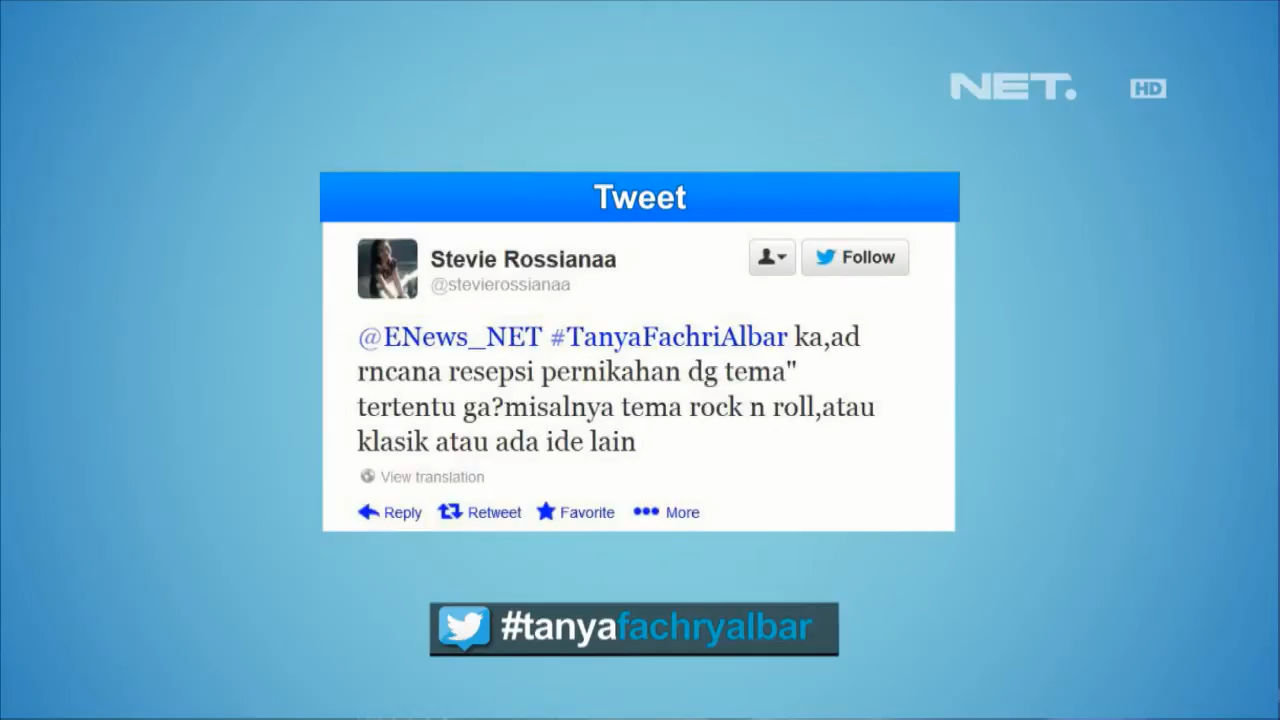 NET.
HD
Tweet
Stevie Rossianaa
@stevierossianaa
Follow
@ENews_NET #TanyaFachriAlbar ka,ad
rncana resepsi pernikahan dg tema"
tertentu ga?misalnya tema rock n roll,atau
klasik atau ada ide lain
View translation
Reply Retweet Favorite More
#tanyafachryalbar